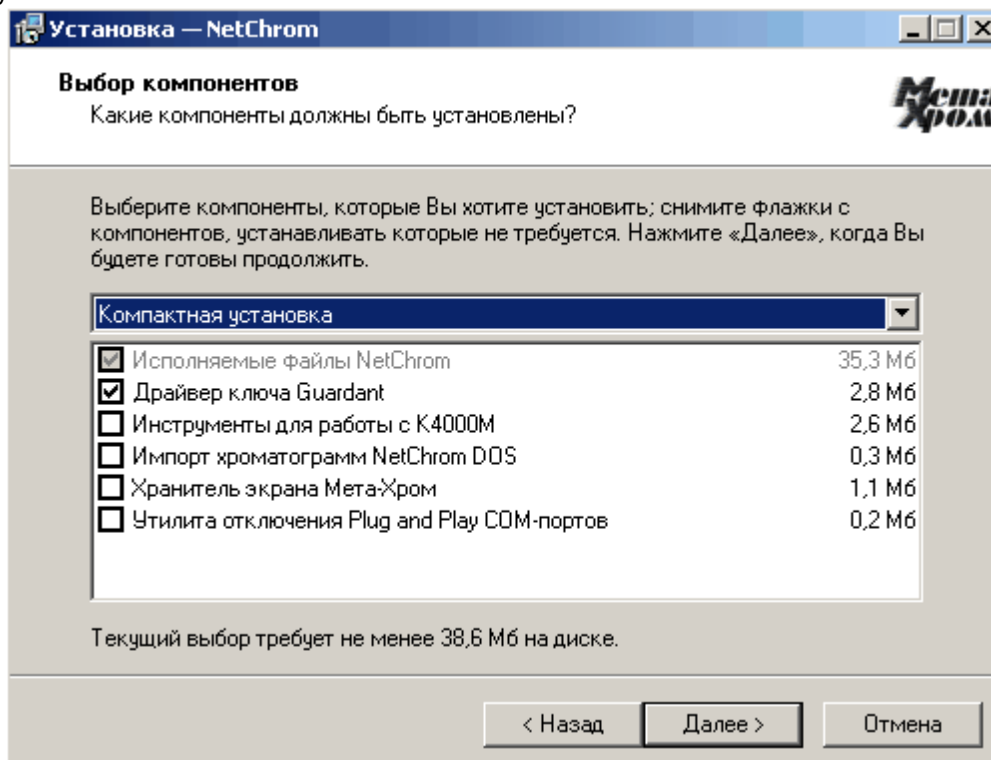 Установка — NetChrom
Выбор компонентов
Какие компоненты должны быть установлены?
Мета
Хром
Выберите компоненты, которые Вы хотите установить; снимите флажки с
компонентов, устанавливать которые не требуется. Нажмите «Далее», когда Вы
будете готовы продолжить.
Компактная установка
Исполняемые файлы NetChrom 35,3 Мб
Драйвер ключа Guardant 2,8 Мб
Инструменты для работы с K4000M 2,6 Мб
Импорт хроматограмм NetChrom DOS 0,3 Мб
Хранитель экрана Мета-Хром 1,1 Мб
Утилита отключения Plug and Play COM-портов 0,2 Мб
Текущий выбор требует не менее 38,6 Мб на диске.
< Назад Далее > Отмена